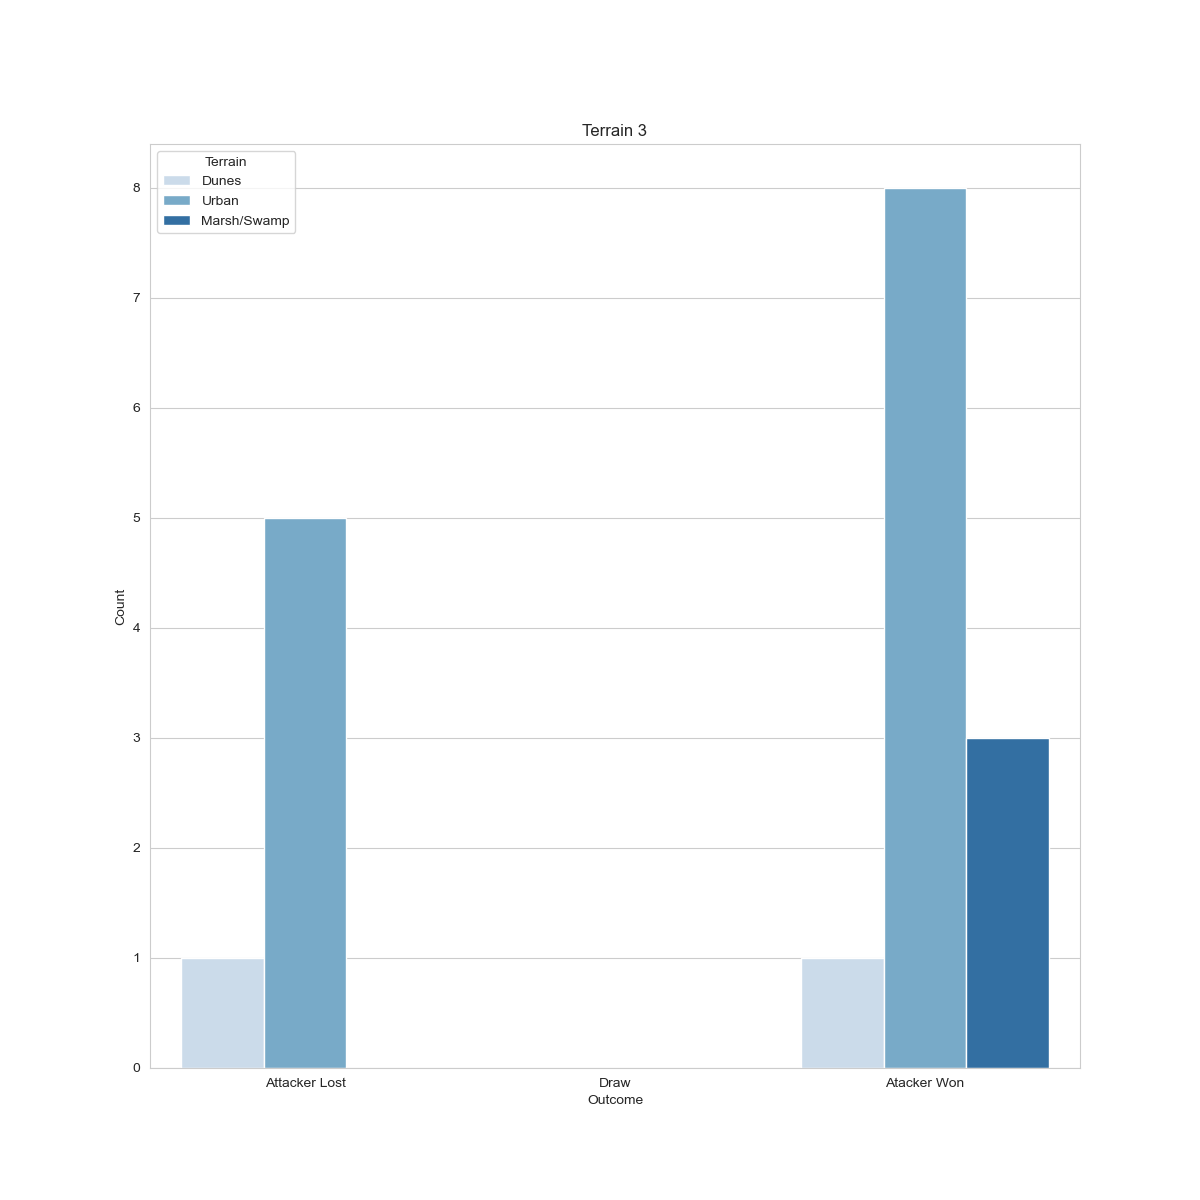 Terrain 3
Terrain
Dunes
Urban
Marsh/Swamp
8
7
6
5
4
3
2
1
0
Count
Attacker Lost
Draw
Atacker Won
Outcome